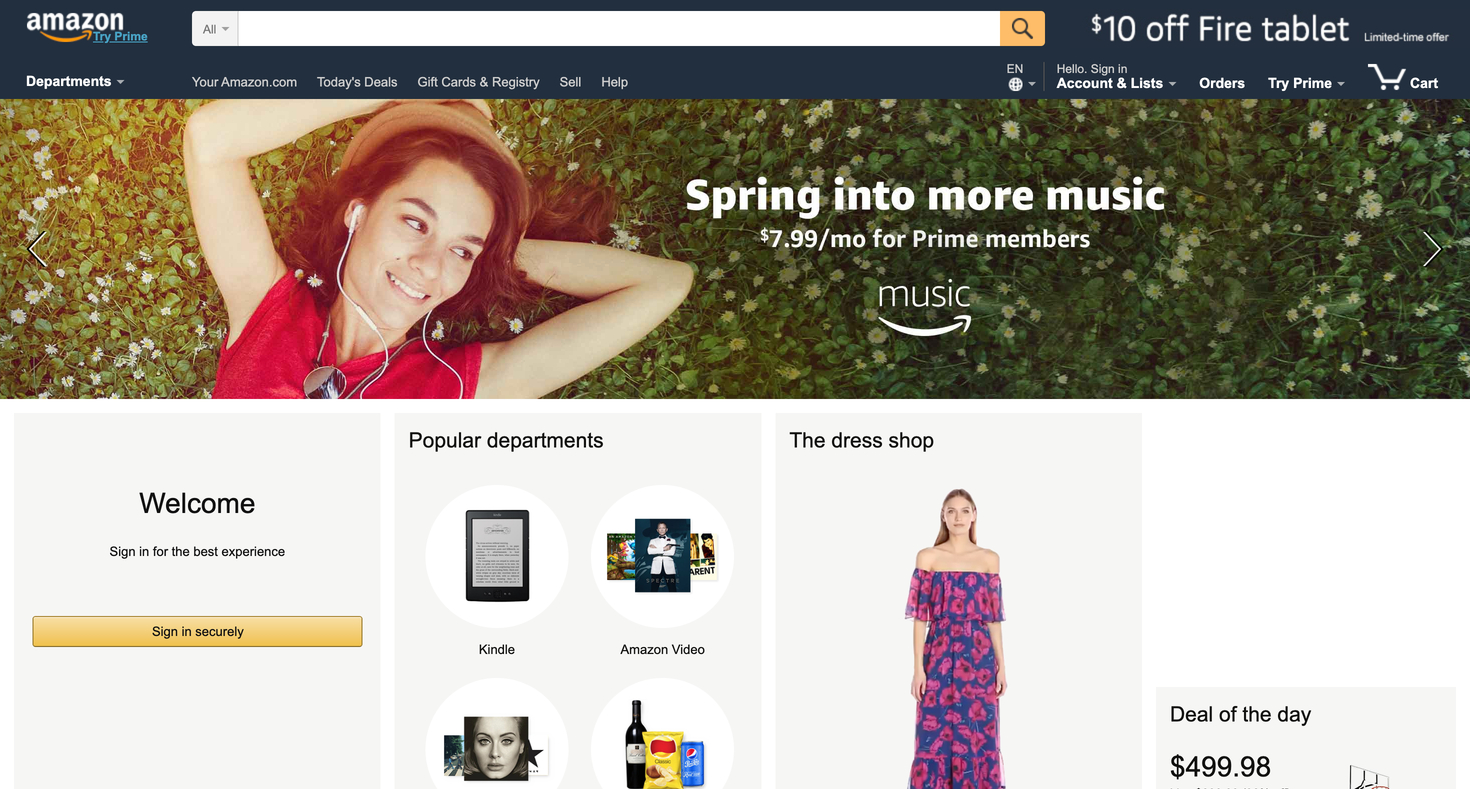 amazon
Try Prime
All
$10 off Fire tablet
Limited-time offer
Departments
Your Amazon.com
Today's Deals
Gift Cards & Registry
Sell
Help
EN
Hello. Sign in
Account & Lists
Orders
Try Prime
Cart
Spring into more music
$7.99/mo for Prime members
music
Welcome
Sign in for the best experience
Sign in securely
Popular departments
Kindle
Amazon Video
SPECTRE
ARENT
Classic
The dress shop
Deal of the day
$499.98